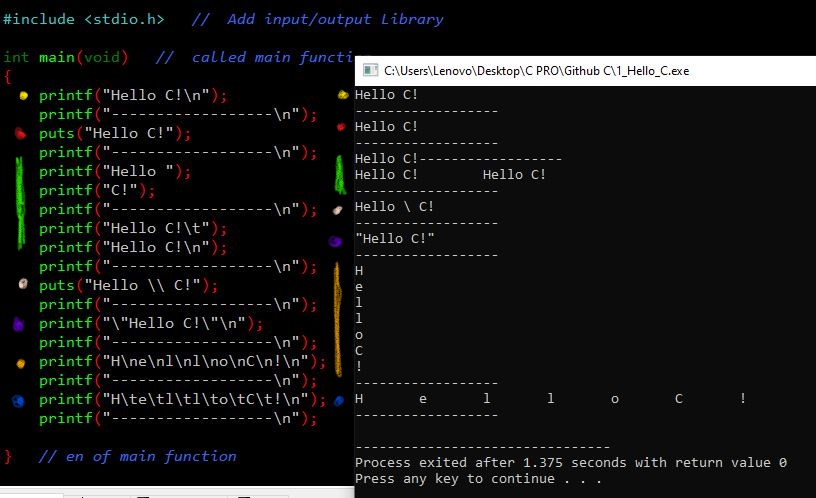 #include <stdio.h>   //  Add input/output Library
int main(void)   //  called main functi
{
printf("Hello C!\n");
printf("------------------\n");
puts("Hello C!");
printf("------------------\n");
printf("Hello ");
printf("C!");
printf("------------------\n");
printf("Hello C!\t");
printf("Hello C!\n");
printf("------------------\n");
puts("Hello \\ C!");
printf("------------------\n");
printf("\"Hello C!\"\n");
printf("------------------\n");
printf("H\ne\nl\nl\no\nC\n!\n");
printf("------------------\n");
printf("H\te\tl\tl\to\tC\t!\n");
printf("------------------\n");
}   // en of main function
C:\Users\Lenovo\Desktop\C PRO\Github C\1_Hello_C.exe
Hello C!
------------------
Hello C!
------------------
Hello C!------------------
Hello C!        Hello C!
------------------
Hello \ C!
------------------
"Hello C!"
------------------
H
e
l
l
o
C
!
------------------
H       e       l       l       o       C       !
------------------
--------------------------------
Process exited after 1.375 seconds with return value 0
Press any key to continue . . .